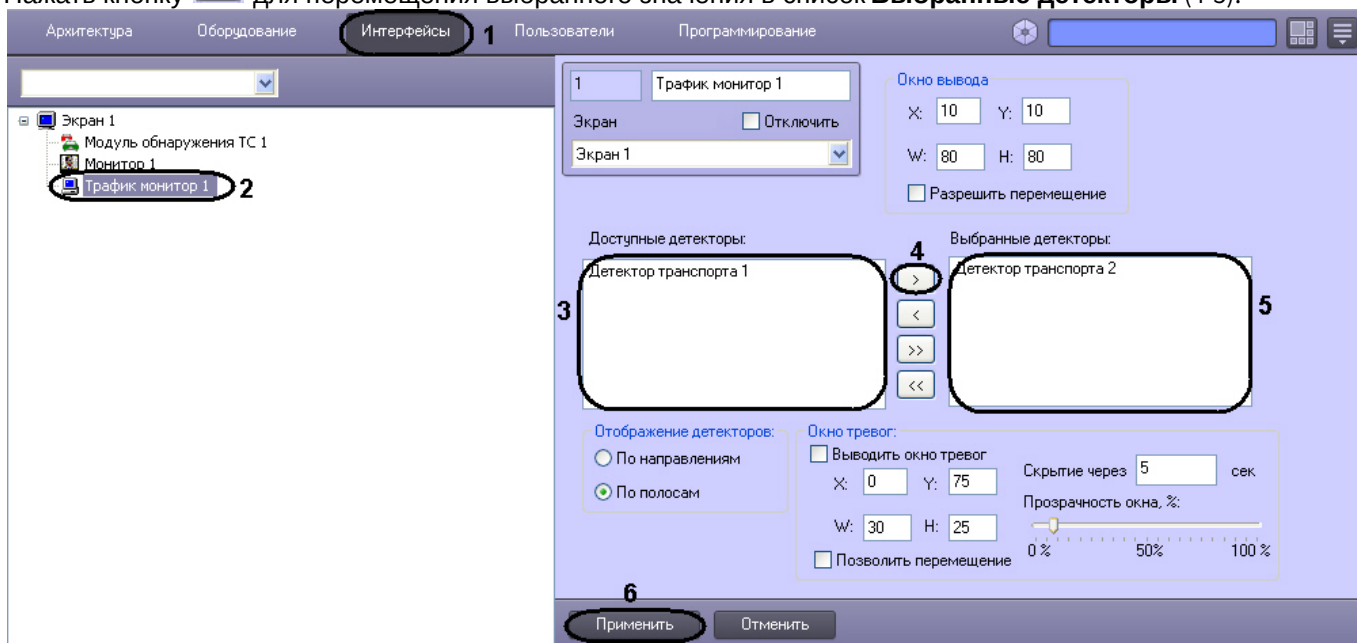 Нажать кнопку для перемещения выбранного значения в список Выбранные детекторы (4-5).
Архитектура Оборудование Интерфейсы 1 Пользователи Программирование
1 Трафик монитор 1
Окно вывода
Экран Отключить
X: 10 Y: 10
Экран 1
W: 80 H: 80
Разрешить перемещение
Экран 1
Модуль обнаружения ТС 1
Монитор 1
Трафик монитор 1 2
Доступные детекторы: 4 Выбранные детекторы:
Детектор транспорта 1 > Детектор транспорта 2
3 < 5
>>
<<
Отображение детекторов:
По направлениям
По полосам
Окно тревог:
Выводить окно тревог
X: 0 Y: 75
W: 30 H: 25
Позволить перемещение
Скрытие через 5 сек
Прозрачность окна, %:
0 % 50% 100 %
6
Применить Отменить